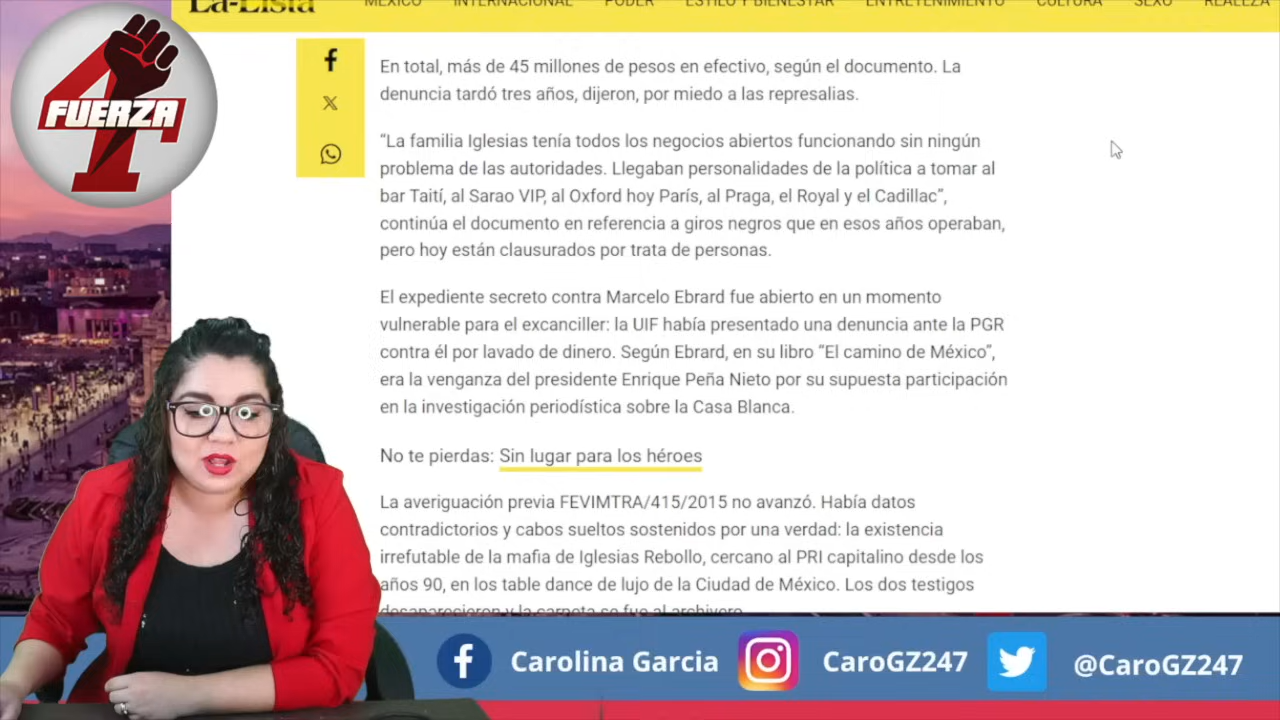 La-Lista
MÉXICO INTERNACIONAL PODER ESTILO Y BIENESTAR ENTRETENIMIENTO CULTURA SEXO REALEZA
4T
FUERZA
En total, más de 45 millones de pesos en efectivo, según el documento. La
denuncia tardó tres años, dijeron, por miedo a las represalias.
“La familia Iglesias tenía todos los negocios abiertos funcionando sin ningún
problema de las autoridades. Llegaban personalidades de la política a tomar al
bar Taití, al Sarao VIP, al Oxford hoy París, al Praga, el Royal y el Cadillac”,
continúa el documento en referencia a giros negros que en esos años operaban,
pero hoy están clausurados por trata de personas.
El expediente secreto contra Marcelo Ebrard fue abierto en un momento
vulnerable para el excanciller: la UIF había presentado una denuncia ante la PGR
contra él por lavado de dinero. Según Ebrard, en su libro “El camino de México”,
era la venganza del presidente Enrique Peña Nieto por su supuesta participación
en la investigación periodística sobre la Casa Blanca.
No te pierdas: Sin lugar para los héroes
La averiguación previa FEVIMTRA/415/2015 no avanzó. Había datos
contradictorios y cabos sueltos sostenidos por una verdad: la existencia
irrefutable de la mafia de Iglesias Rebollo, cercano al PRI capitalino desde los
años 90, en los table dance de lujo de la Ciudad de México. Los dos testigos
desaparecieron y la carpeta se fue al archivero.
Carolina Garcia CaroGZ247 @CaroGZ247